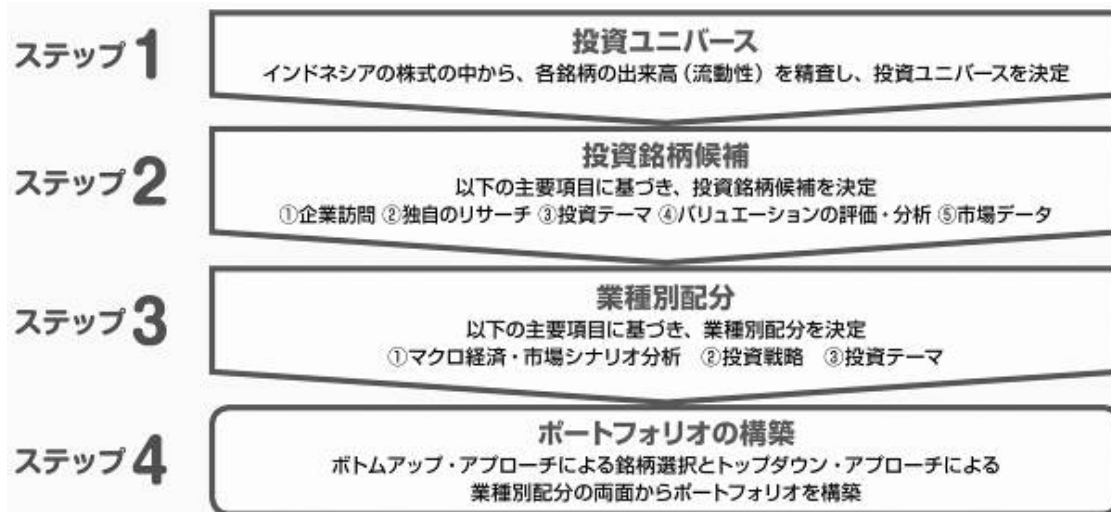 ステップ1
投資ユニバース
インドネシアの株式の中から、各銘柄の出来高（流動性）を精査し、投資ユニバースを決定
ステップ2
投資銘柄候補
以下の主要項目に基づき、投資銘柄候補を決定
①企業訪問 ②独自のリサーチ ③投資テーマ ④バリュエーションの評価・分析 ⑤市場データ
ステップ3
業種別配分
以下の主要項目に基づき、業種別配分を決定
①マクロ経済・市場シナリオ分析　②投資戦略　③投資テーマ
ステップ4
ポートフォリオの構築
ボトムアップ・アプローチによる銘柄選択とトップダウン・アプローチによる
業種別配分の両面からポートフォリオを構築